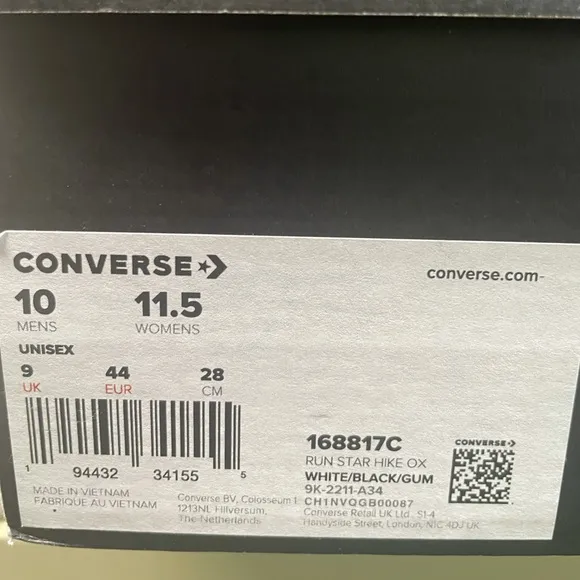 CONVERSE
converse.com
10 11.5
MENS WOMENS
UNISEX
9 44 28
UK EUR CM
1 94432 34155 5
MADE IN VIETNAM
FABRIQUE AU VIETNAM
Converse BV, Colosseum 1
1213NL Hilversum,
The Netherlands
168817C
RUN STAR HIKE OX
WHITE/BLACK/GUM
9K-2211-A34
CH1NVQGB00087
Converse Retail UK Ltd, S1-4
Handyside Street, London, N1C 4DJ UK
CONVERSE